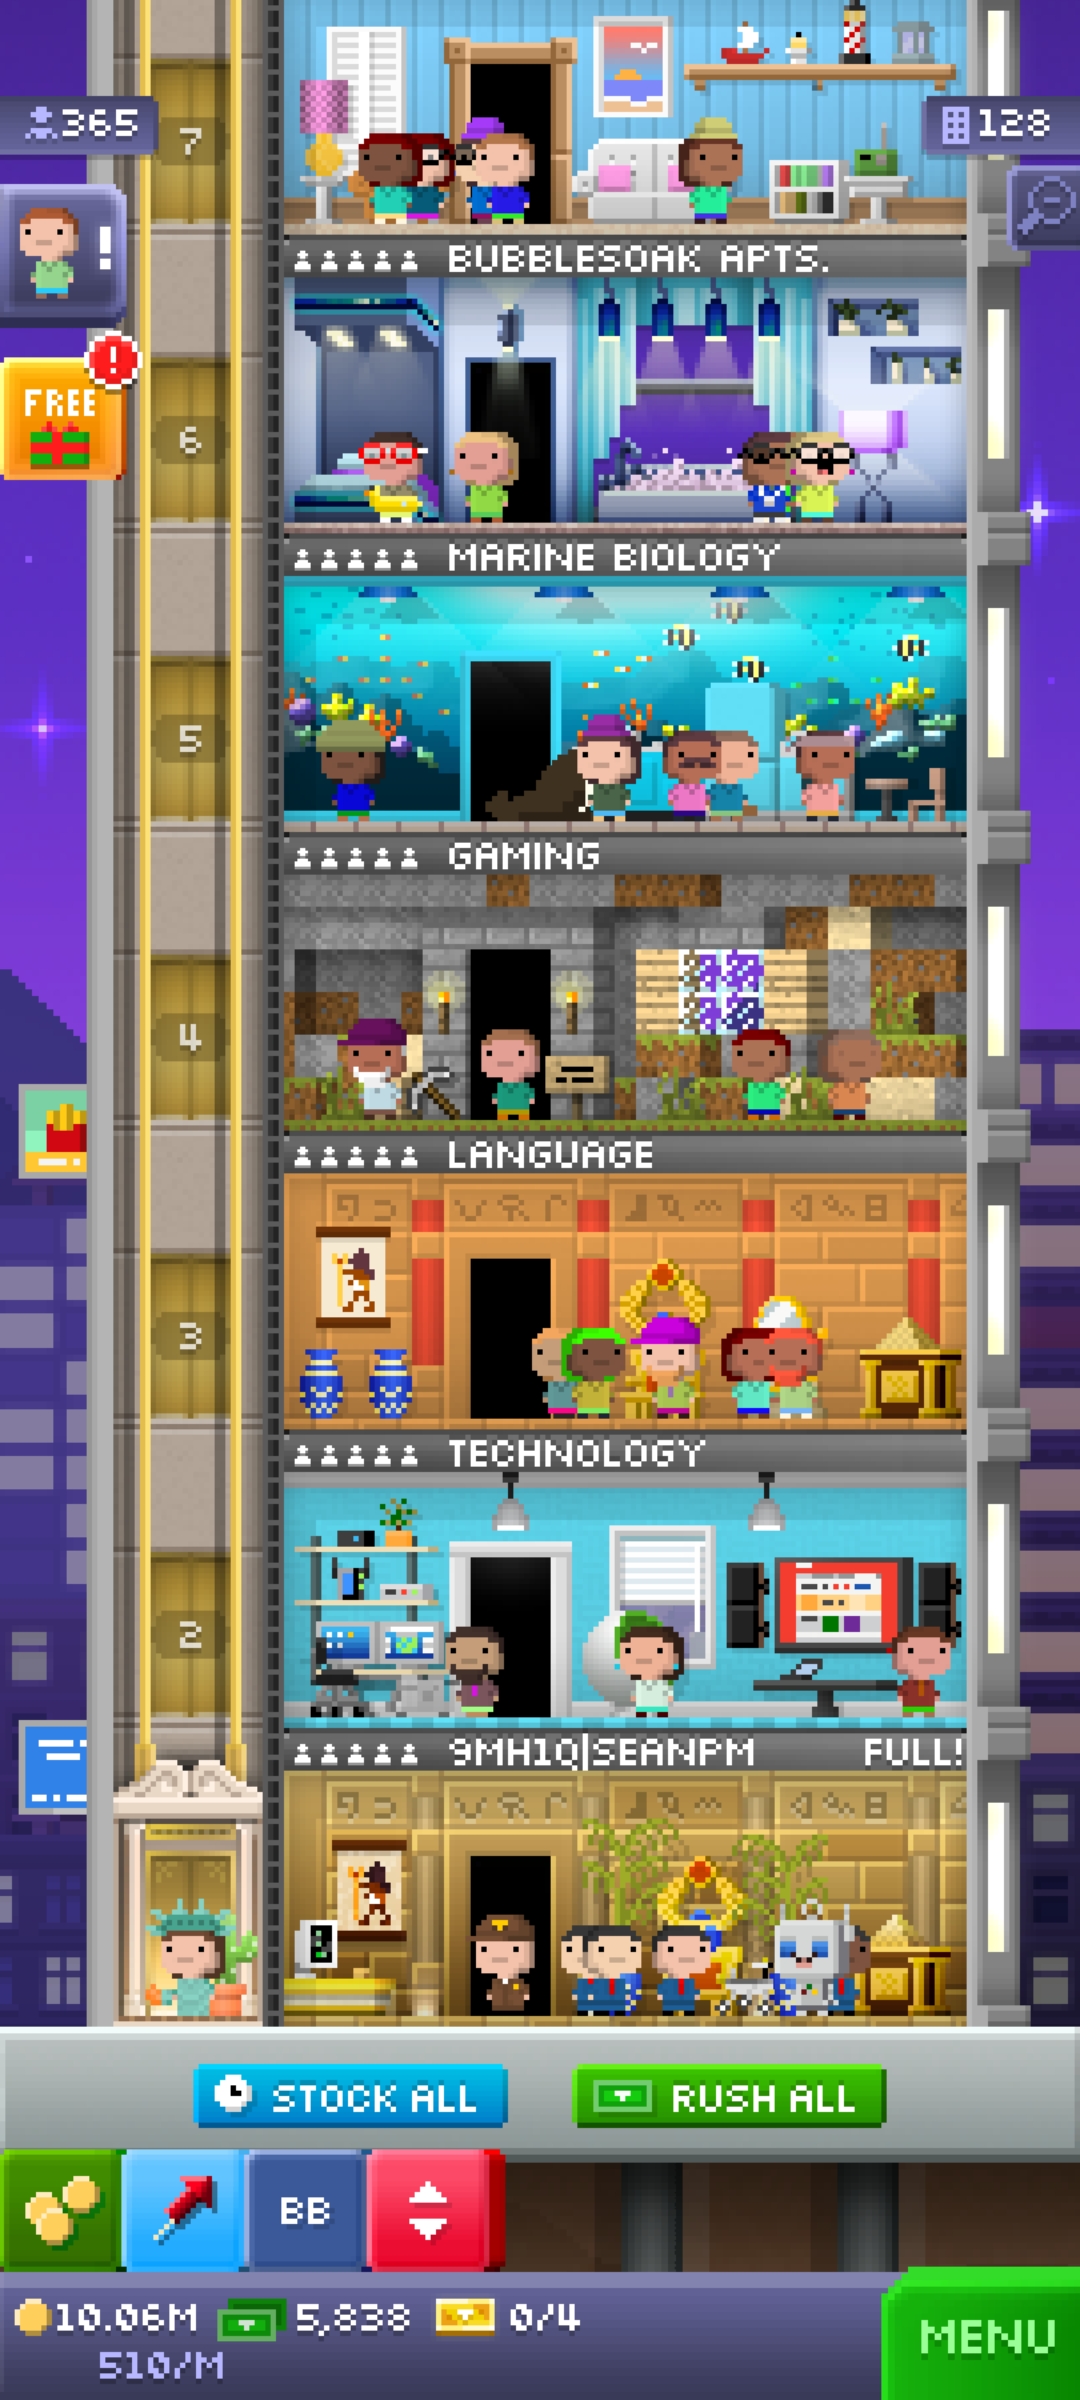 7
365
128
!
BUBBLESOAK APTS.
!
FREE
6
MARINE BIOLOGY
5
GAMING
4
LANGUAGE
3
TECHNOLOGY
2
9MH1Q|SEANPM FULL!
STOCK ALL
RUSH ALL
BB
10.06M 5,838 0/4
510/M
MENU